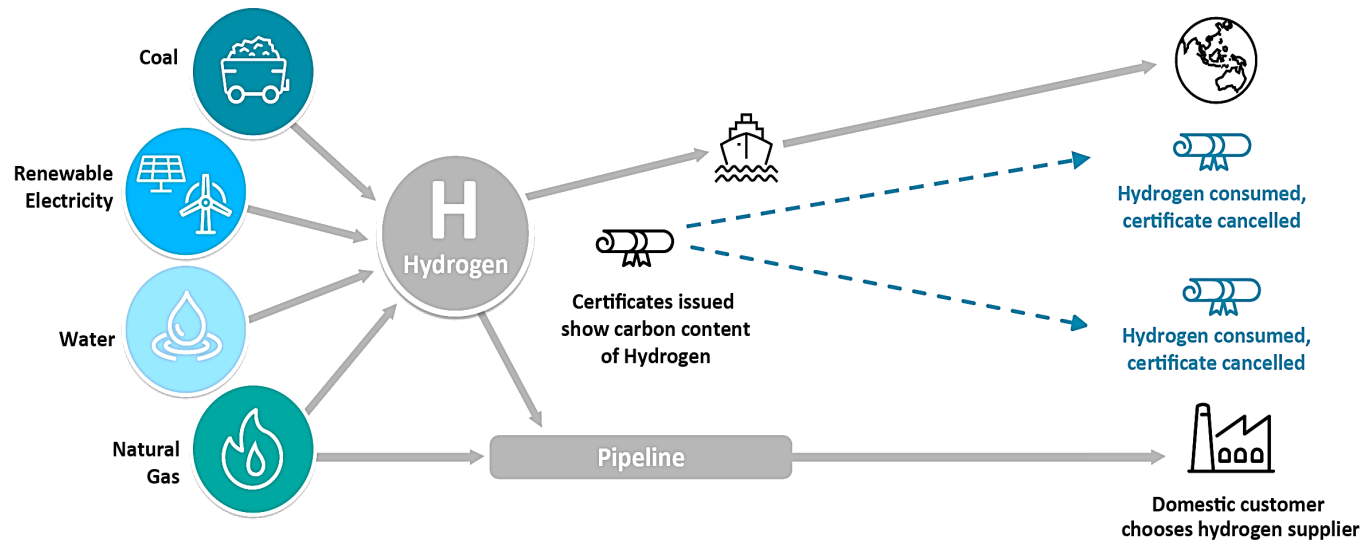 Coal
Renewable
Electricity
Water
Natural
Gas
H
Hydrogen
Certificates issued
show carbon content
of Hydrogen
Pipeline
Hydrogen consumed,
certificate cancelled
Hydrogen consumed,
certificate cancelled
Domestic customer
chooses hydrogen supplier